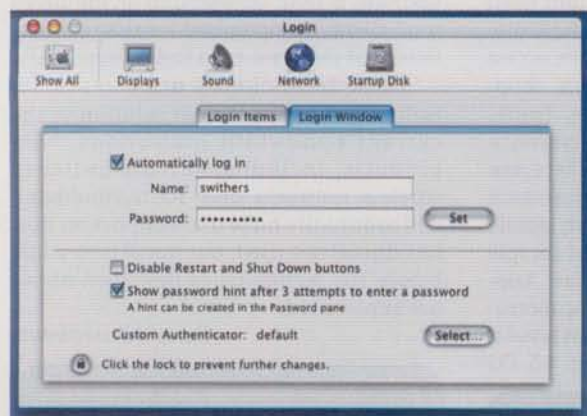 Login
Show All Displays Sound Network Startup Disk
Login Items Login Window
Automatically log in
Name: swithers
Password: •••••••••• Set
Disable Restart and Shut Down buttons
Show password hint after 3 attempts to enter a password
A hint can be created in the Password pane
Custom Authenticator: default Select...
Click the lock to prevent further changes.